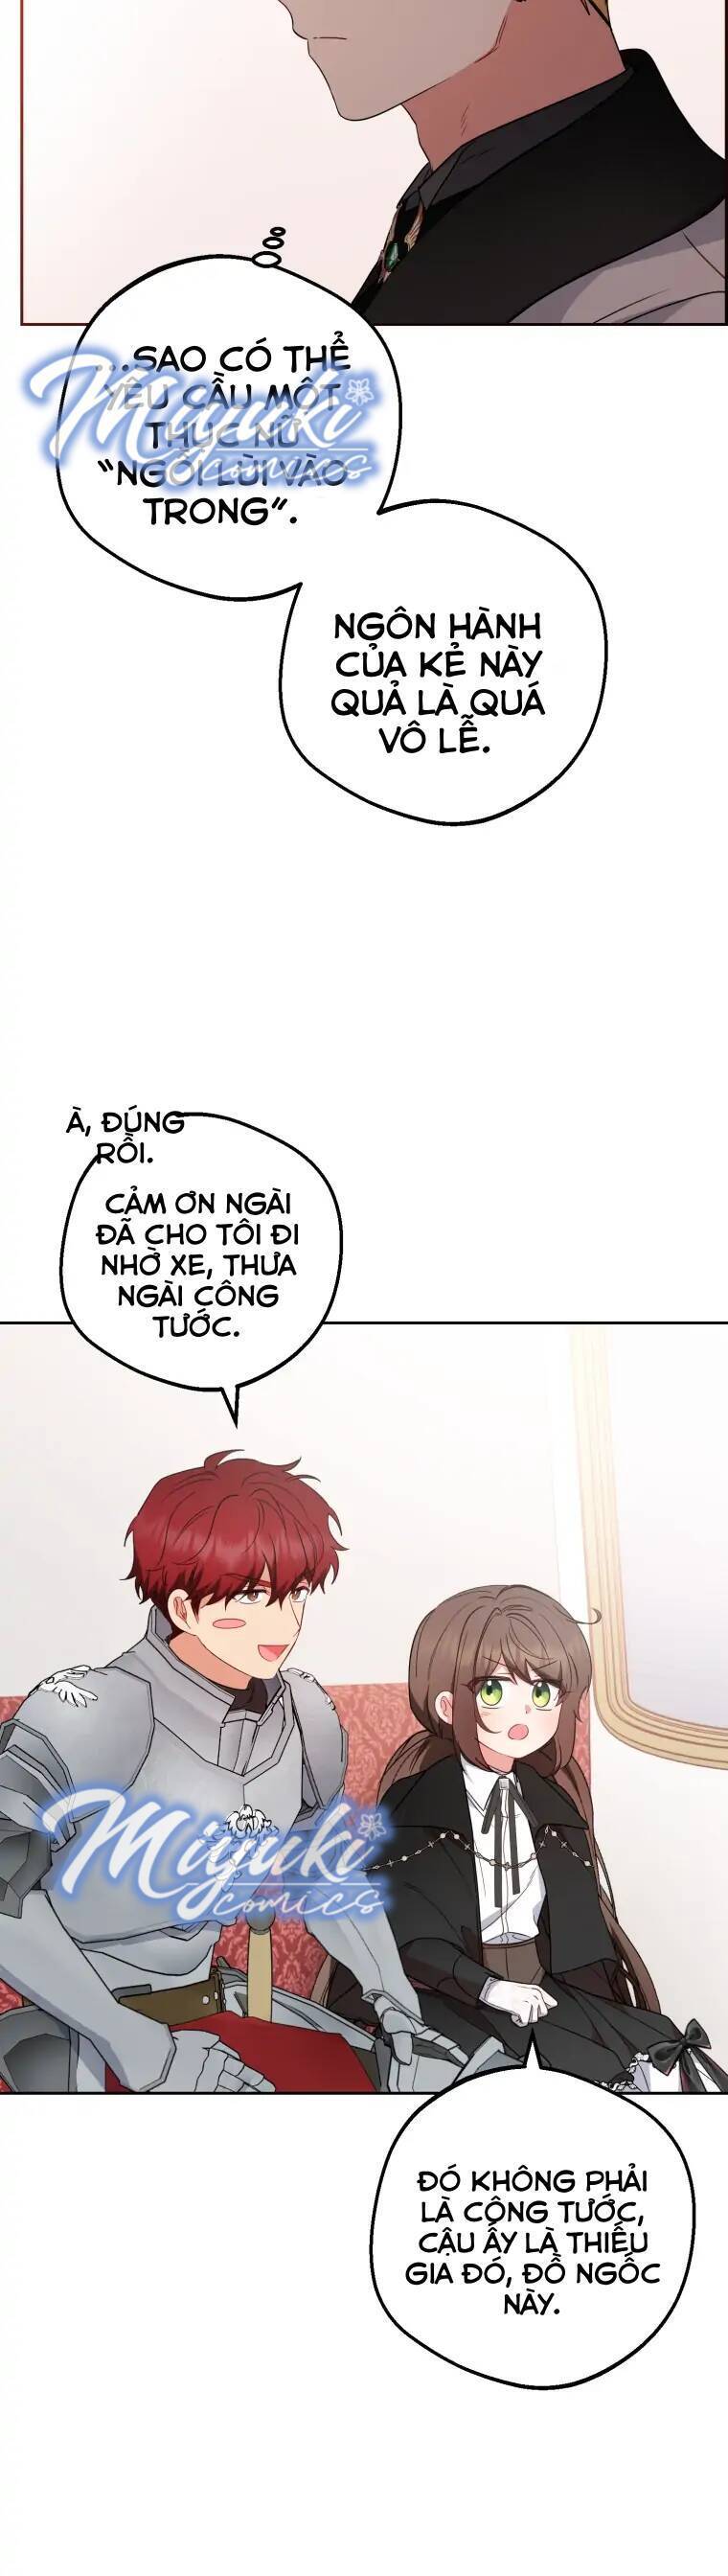 ...SAO CÓ THỂ
YÊU CẦU MỘT
THỤC NỮ
"NGỒI LÙI VÀO
TRONG".
Miyuki
comics
NGÔN HÀNH
CỦA KẺ NÀY
QUẢ LÀ QUÁ
VÔ LỄ.
À, ĐÚNG
RỒI.
CẢM ƠN NGÀI
ĐÃ CHO TÔI ĐI
NHỜ XE, THƯA
NGÀI CÔNG
TƯỚC.
Miyuki
comics
ĐÓ KHÔNG PHẢI
LÀ CÔNG TƯỚC,
CẬU ẤY LÀ THIẾU
GIA ĐÓ, ĐỒ NGỐC
NÀY.